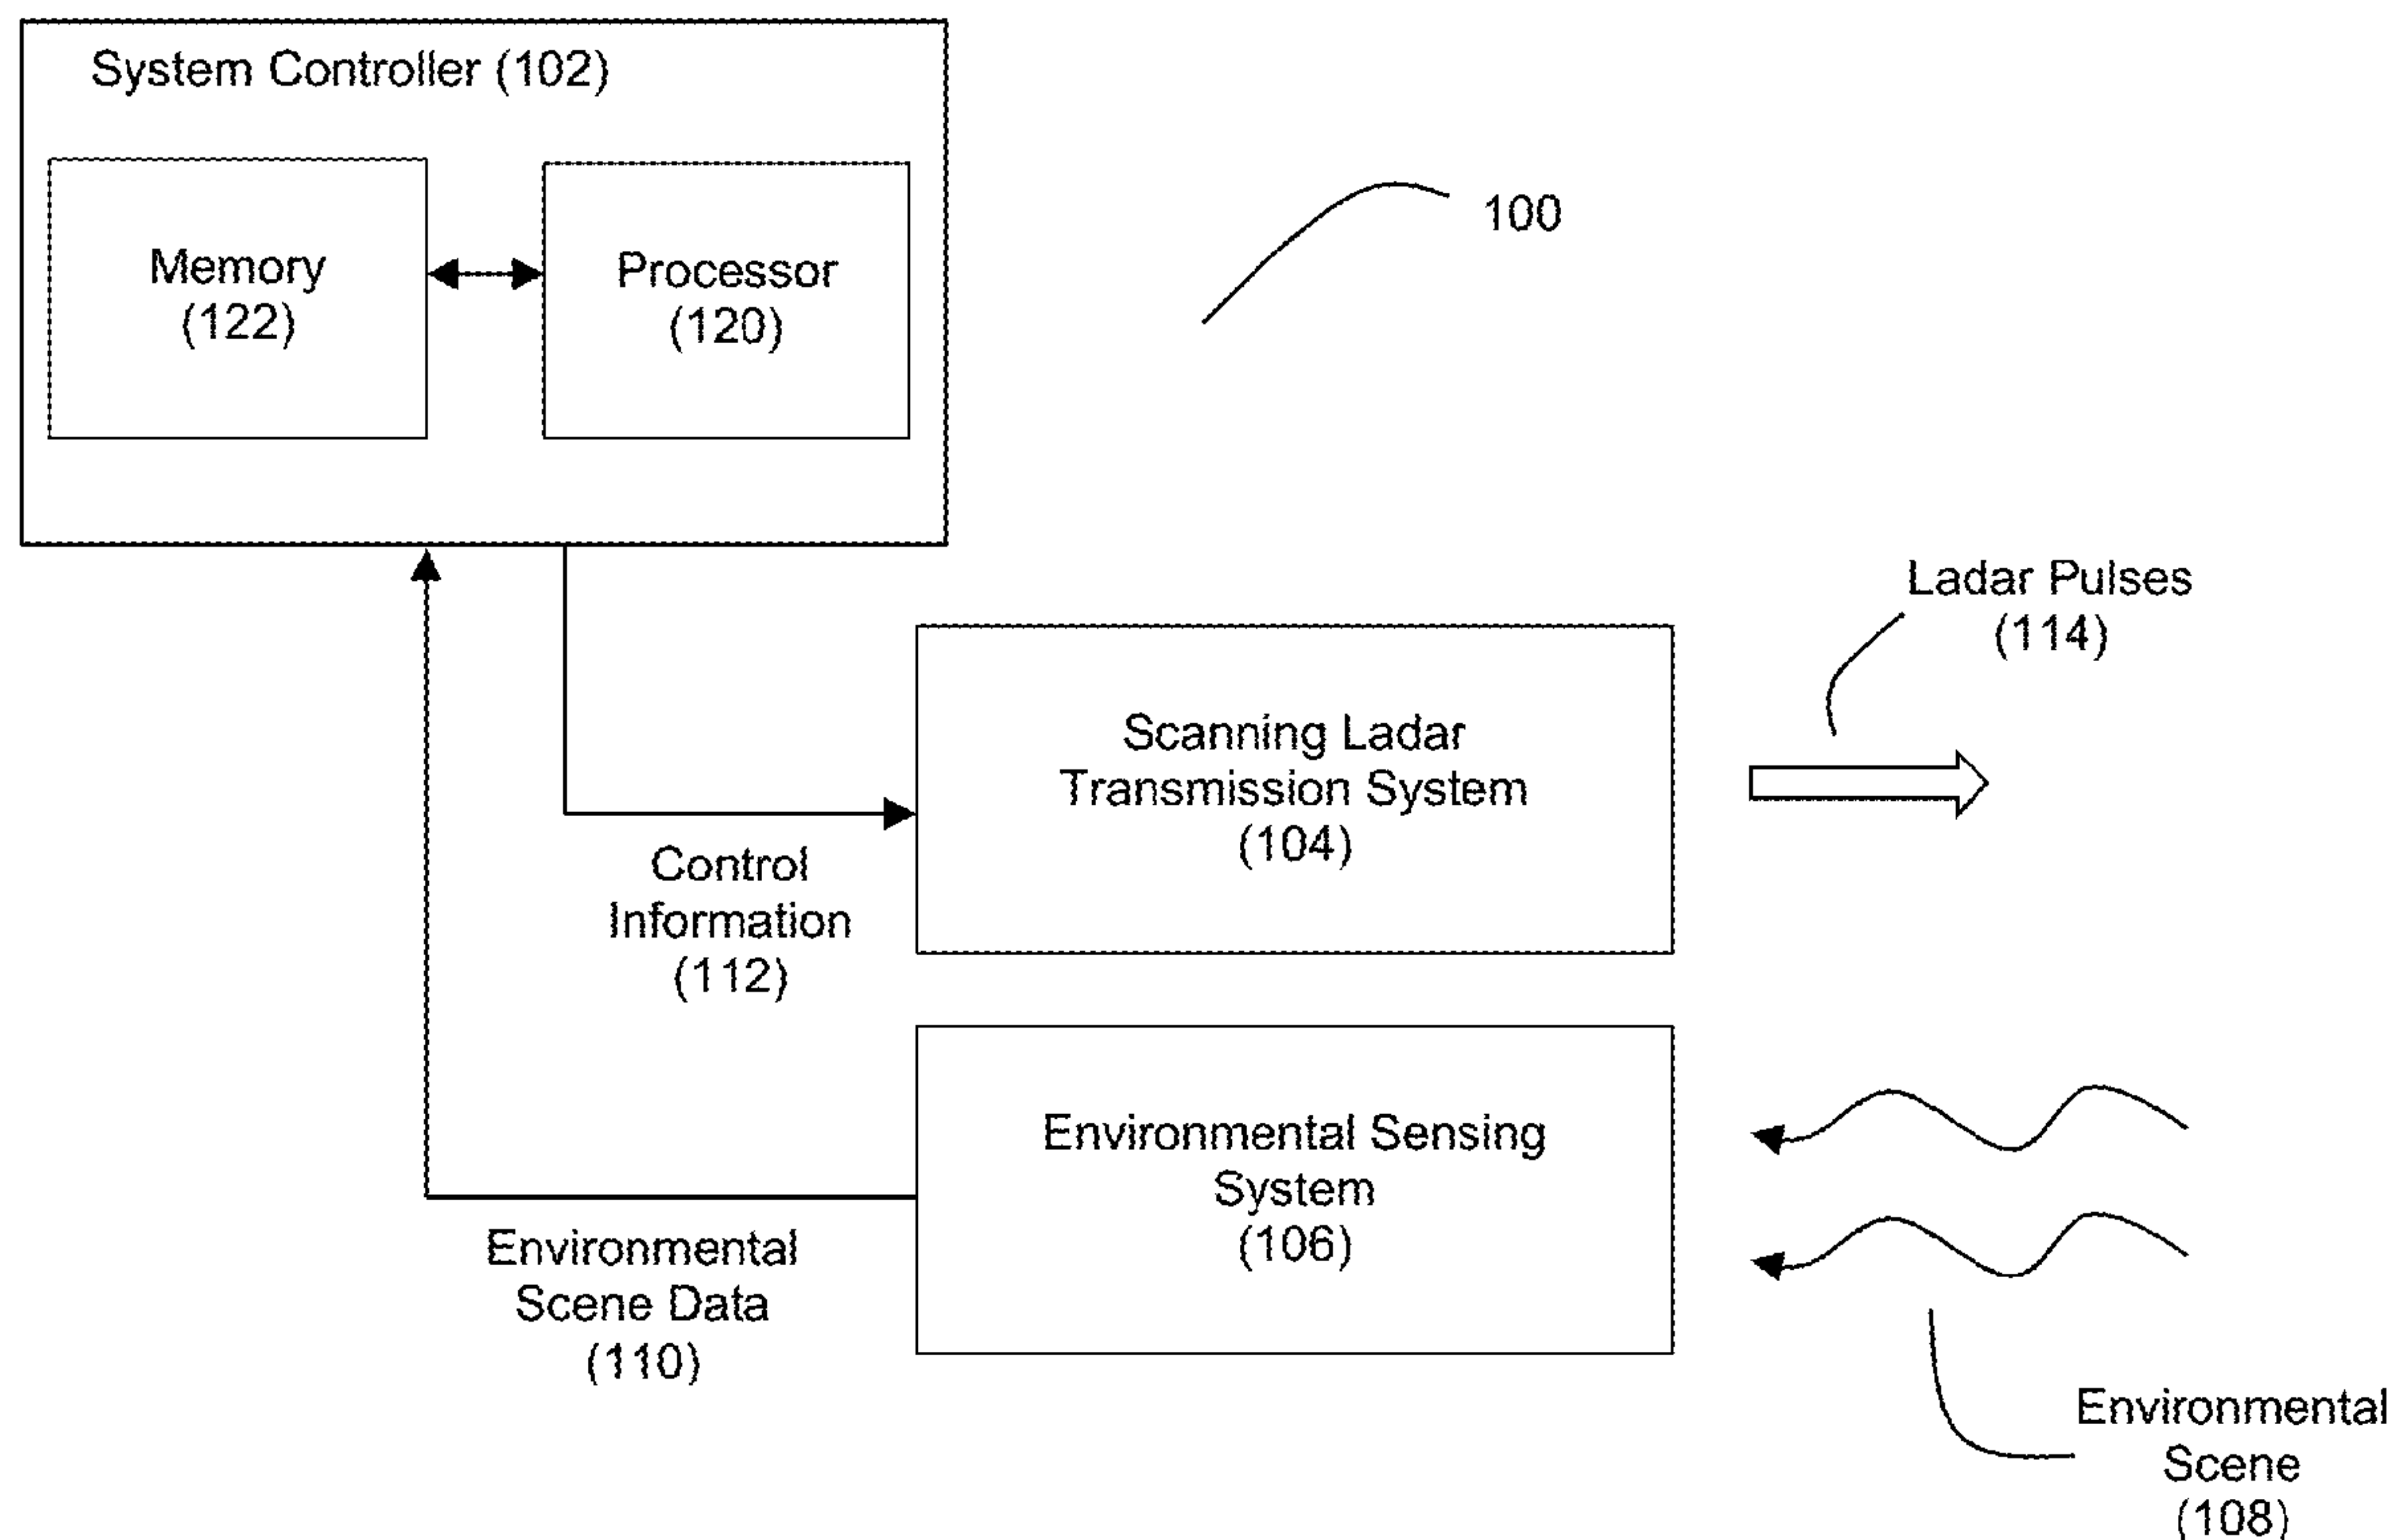 System Controller (102)
Memory
(122)
Processor
(120)
100
Ladar Pulses
(114)
Scanning Ladar
Transmission System
(104)
Control
Information
(112)
Environmental Sensing
System
(106)
Environmental
Scene Data
(110)
Environmental
Scene
(108)